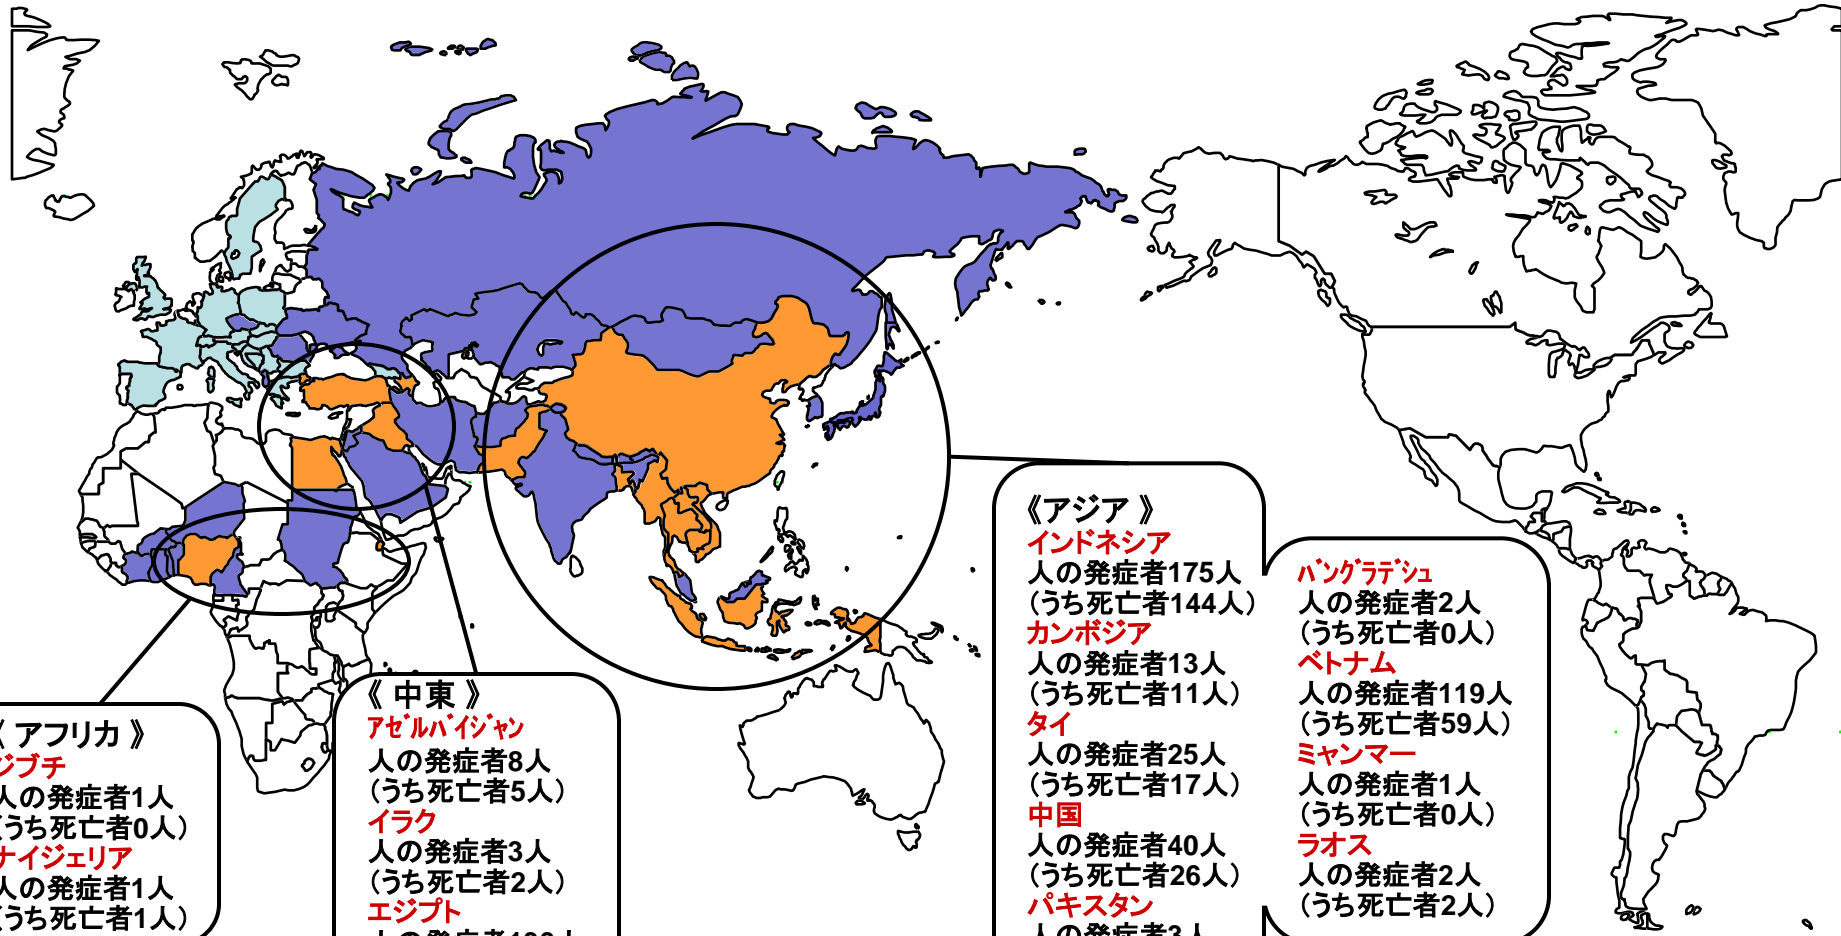 《アジア 》
インドネシア
人の発症者175人
(うち死亡者144人)
カンボジア
人の発症者13人
(うち死亡者11人)
タイ
人の発症者25人
(うち死亡者17人)
中国
人の発症者40人
(うち死亡者26人)
パキスタン
人の発症者3人
バングラデシュ
人の発症者2人
(うち死亡者0人)
ベトナム
人の発症者119人
(うち死亡者59人)
ミャンマー
人の発症者1人
(うち死亡者0人)
ラオス
人の発症者2人
(うち死亡者2人)
《 中東 》
アゼルバイジャン
人の発症者8人
(うち死亡者5人)
イラク
人の発症者3人
(うち死亡者2人)
エジプト
《 アフリカ 》
ジブチ
人の発症者1人
(うち死亡者0人)
ナイジェリア
人の発症者1人
(うち死亡者1人)